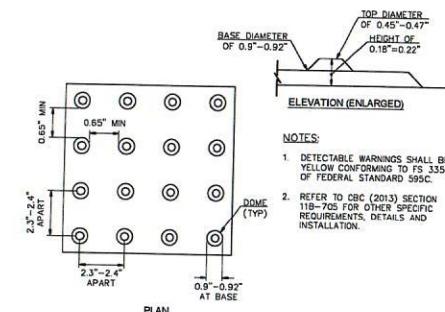 TOP DIAMETER
OF 0.45"-0.47"
BASE DIAMETER
OF 0.9"-0.92"
HEIGHT OF
0.18"=0.22"
ELEVATION (ENLARGED)
0.65" MIN
0.65" MIN
2.3"-2.4"
APART
2.3"-2.4"
APART
DOME
(TYP)
0.9"-0.92"
AT BASE
PLAN
NOTES:
1. DETECTABLE WARNINGS SHALL BE
YELLOW CONFORMING TO FS 335
OF FEDERAL STANDARD 595C.
2. REFER TO CBC (2013) SECTION
11B-705 FOR OTHER SPECIFIC
REQUIREMENTS, DETAILS AND
INSTALLATION.